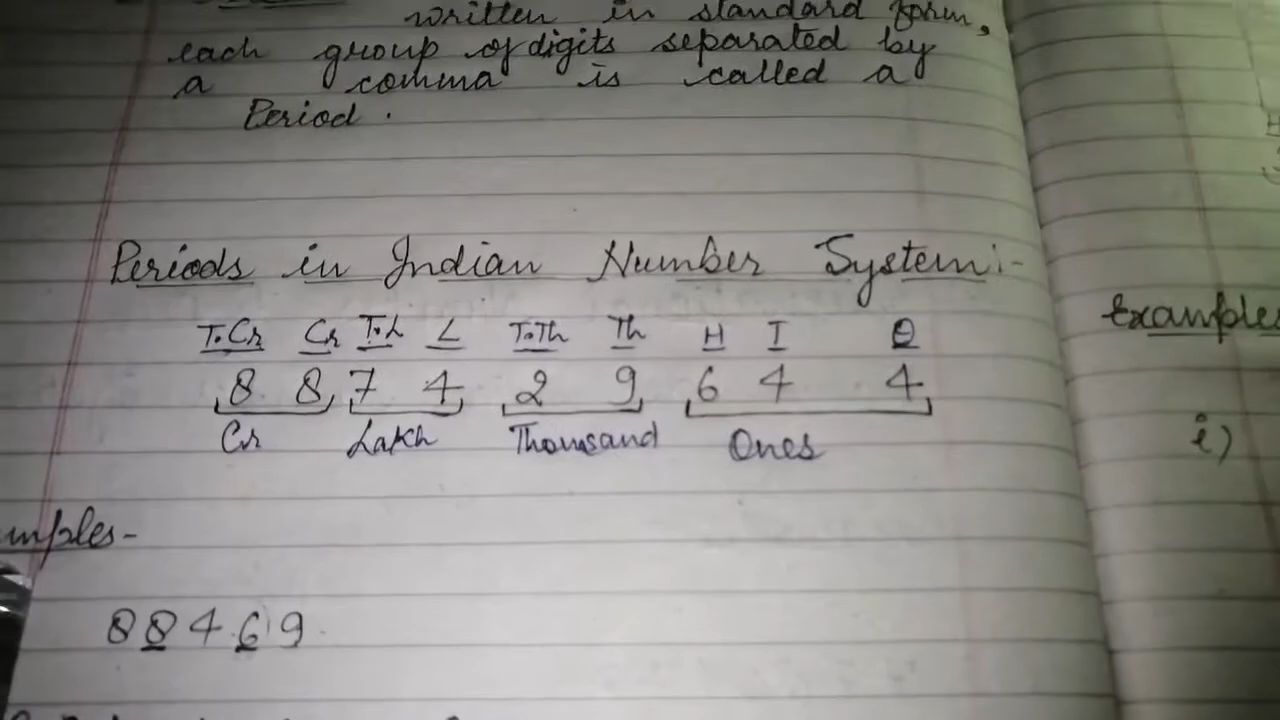 written in standard form,
each group of digits separated by
a comma is called a
Period.
Periods in Indian Number System:-
T.Cr Cr T.L L T.Th Th H T O
8 8 7 4 2 9 6 4 4
Cr Lakh Thousand Ones
Examples
i)
mples-
88469